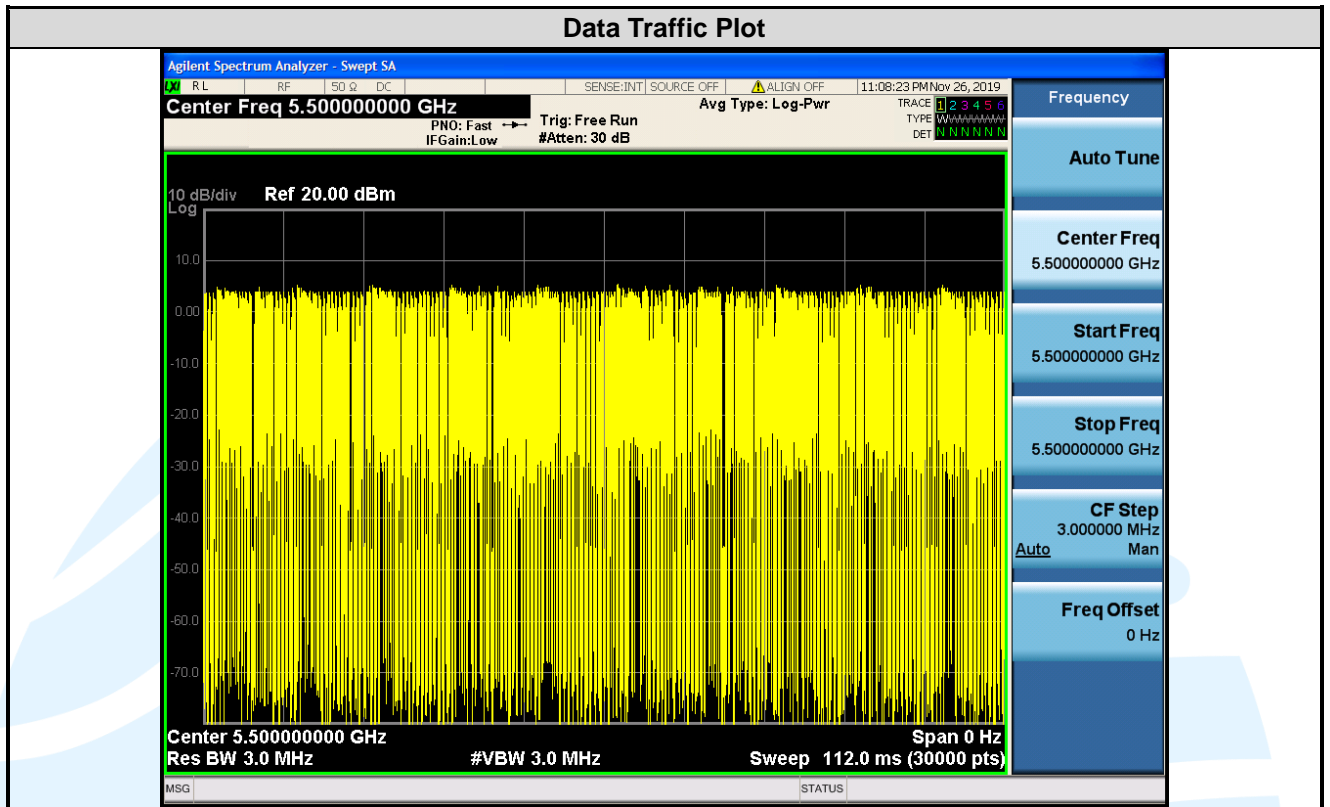 Data Traffic Plot
Agilent Spectrum Analyzer - Swept SA
LXI RL RF 50 Ω DC SENSE:INT SOURCE OFF ALIGN OFF 11:08:23 PM Nov 26, 2019
Center Freq 5.500000000 GHz
PNO: Fast
IFGain:Low
Trig: Free Run
#Atten: 30 dB
Avg Type: Log-Pwr
TRACE 1 2 3 4 5 6
TYPE WWWWWW
DET N N N N N N
10 dB/div Ref 20.00 dBm
Log
10.0
0.00
-10.0
-20.0
-30.0
-40.0
-50.0
-60.0
-70.0
Center 5.500000000 GHz Span 0 Hz
Res BW 3.0 MHz #VBW 3.0 MHz Sweep 112.0 ms (30000 pts)
MSG STATUS
Frequency
Auto Tune
Center Freq
5.500000000 GHz
Start Freq
5.500000000 GHz
Stop Freq
5.500000000 GHz
CF Step
3.000000 MHz
Auto Man
Freq Offset
0 Hz